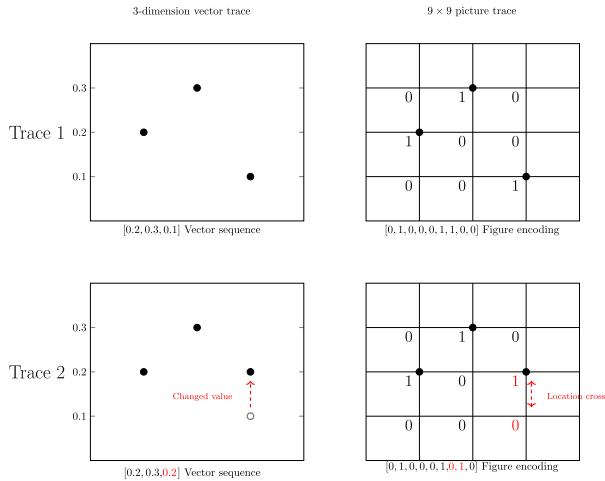 3-dimension vector trace
9 × 9 picture trace
Trace 1
0.3
0.2
0.1
0 1 0
1 0 0
0 0 1
[0.2, 0.3, 0.1] Vector sequence
[0, 1, 0, 0, 0, 1, 1, 0, 0] Figure encoding
Trace 2
0.3
0.2
0.1
Changed value
0 1 0
1 0 1
Location cross
0 0 0
[0.2, 0.3,0.2] Vector sequence
[0, 1, 0, 0, 0, 1,0, 1, 0] Figure encoding